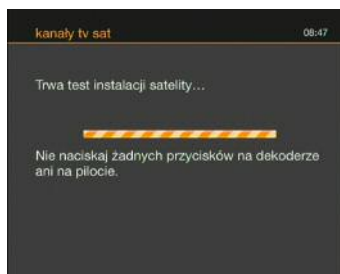 kanały tv sat 08:47
Trwa test instalacji satelity...
Nie naciskaj żadnych przycisków na dekoderze
ani na pilocie.